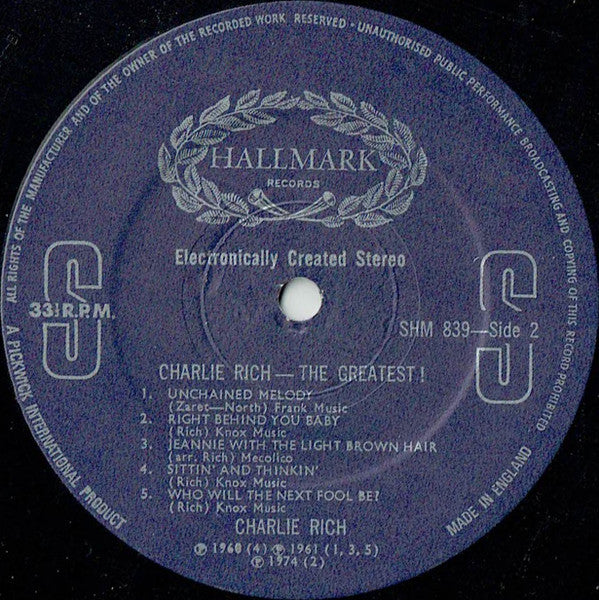 ALL RIGHTS OF THE MANUFACTURER AND OF THE OWNER OF THE RECORDED WORK RESERVED - UNAUTHORISED PUBLIC PERFORMANCE BROADCASTING AND COPYING OF THIS RECORD PROHIBITED
HALLMARK
RECORDS
Electronically Created Stereo
S
33⅓ R.P.M.
S
SHM 839—Side 2
CHARLIE RICH — THE GREATEST!
1. UNCHAINED MELODY
(Zaret—North) Frank Music
2. RIGHT BEHIND YOU BABY
(Rich) Knox Music
3. JEANNIE WITH THE LIGHT BROWN HAIR
(arr. Rich) Mecolico
4. SITTIN' AND THINKIN'
(Rich) Knox Music
5. WHO WILL THE NEXT FOOL BE?
(Rich) Knox Music
CHARLIE RICH
℗ 1960 (4) ℗ 1961 (1, 3, 5)
℗ 1974 (2)
A PICKWICK INTERNATIONAL PRODUCT
MADE IN ENGLAND